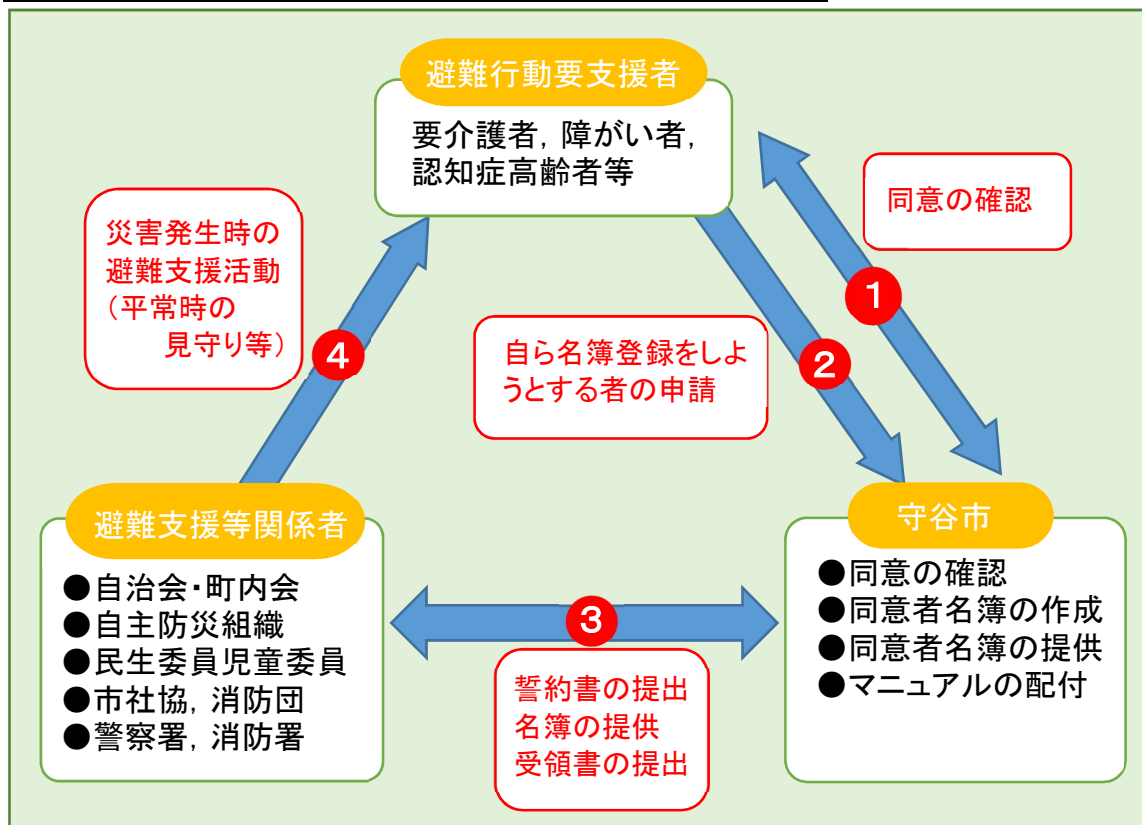 避難行動要支援者
要介護者，障がい者，
認知症高齢者等
同意の確認
1
災害発生時の
避難支援活動
（平常時の
見守り等）
4
自ら名簿登録をしよ
うとする者の申請
2
避難支援等関係者
●自治会・町内会
●自主防災組織
●民生委員児童委員
●市社協，消防団
●警察署，消防署
3
誓約書の提出
名簿の提供
受領書の提出
守谷市
●同意の確認
●同意者名簿の作成
●同意者名簿の提供
●マニュアルの配付